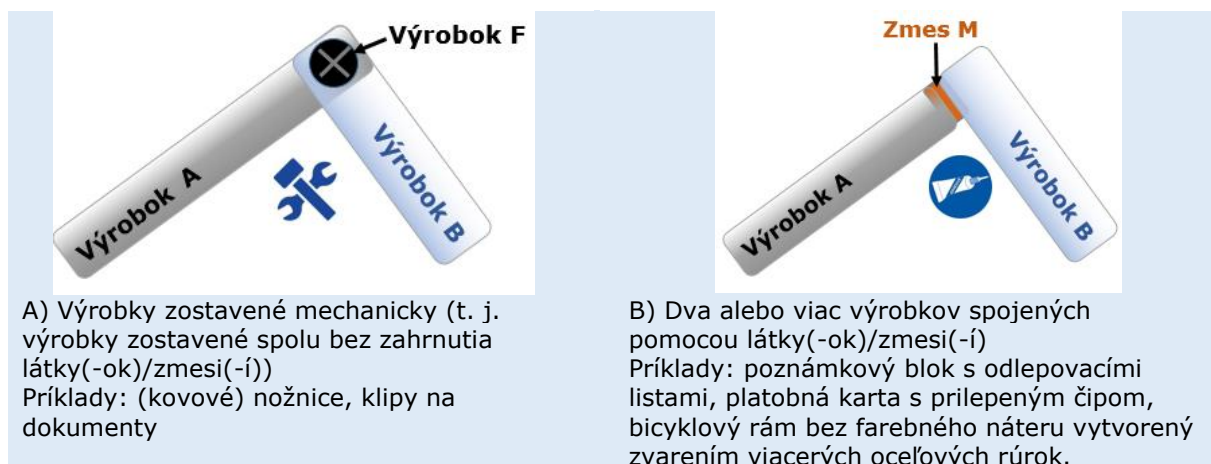 Výrobok F
Výrobok A
Výrobok B
A) Výrobky zostavené mechanicky (t. j.
výrobky zostavené spolu bez zahrnutia
látky(-ok)/zmesi(-í))
Príklady: (kovové) nožnice, klipy na
dokumenty
Zmes M
Výrobok A
Výrobok B
B) Dva alebo viac výrobkov spojených
pomocou látky(-ok)/zmesi(-í)
Príklady: poznámkový blok s odlepovacími
listami, platobná karta s prilepeným čipom,
bicyklový rám bez farebného náteru vytvorený
zvarením viacerých oceľových rúrok.